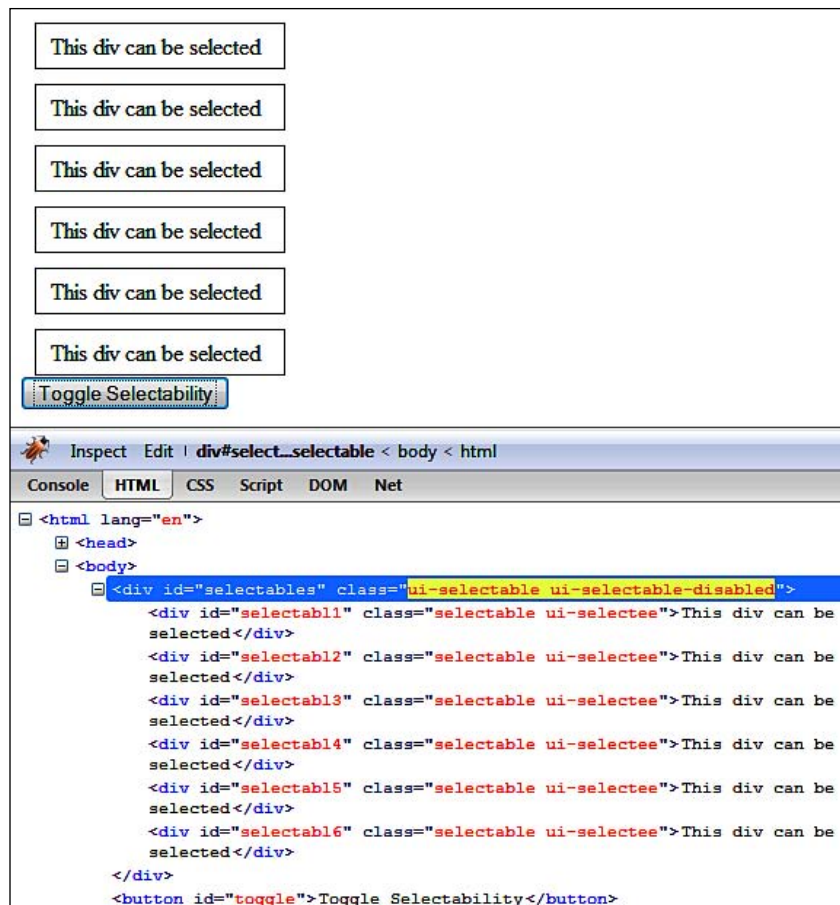 This div can be selected
This div can be selected
This div can be selected
This div can be selected
This div can be selected
This div can be selected
Toggle Selectability
Inspect Edit | div#select...selectable < body < html
Console HTML CSS Script DOM Net
<html lang="en">
<head>
<body>
<div id="selectables" class="ui-selectable ui-selectable-disabled">
<div id="selectabl1" class="selectable ui-selectee">This div can be
selected</div>
<div id="selectabl2" class="selectable ui-selectee">This div can be
selected</div>
<div id="selectabl3" class="selectable ui-selectee">This div can be
selected</div>
<div id="selectabl4" class="selectable ui-selectee">This div can be
selected</div>
<div id="selectabl5" class="selectable ui-selectee">This div can be
selected</div>
<div id="selectabl6" class="selectable ui-selectee">This div can be
selected</div>
</div>
<button id="toggle">Toggle Selectability</button>